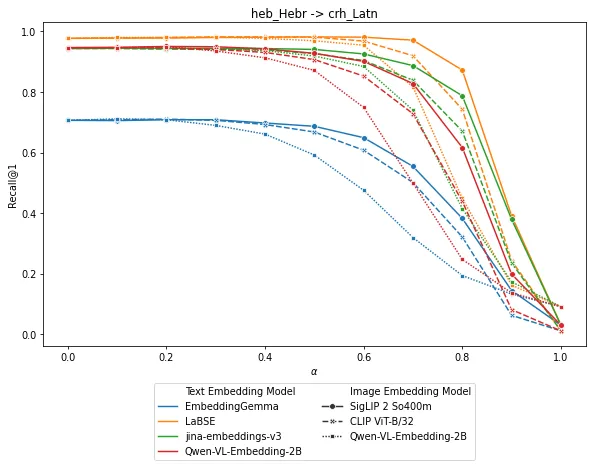 heb_Hebr -> crh_Latn
Recall@1
1.0
0.8
0.6
0.4
0.2
0.0
0.0 0.2 0.4 0.6 0.8 1.0
α
Text Embedding Model
EmbeddingGemma
LaBSE
jina-embeddings-v3
Qwen-VL-Embedding-2B
Image Embedding Model
SigLIP 2 So400m
CLIP ViT-B/32
Qwen-VL-Embedding-2B